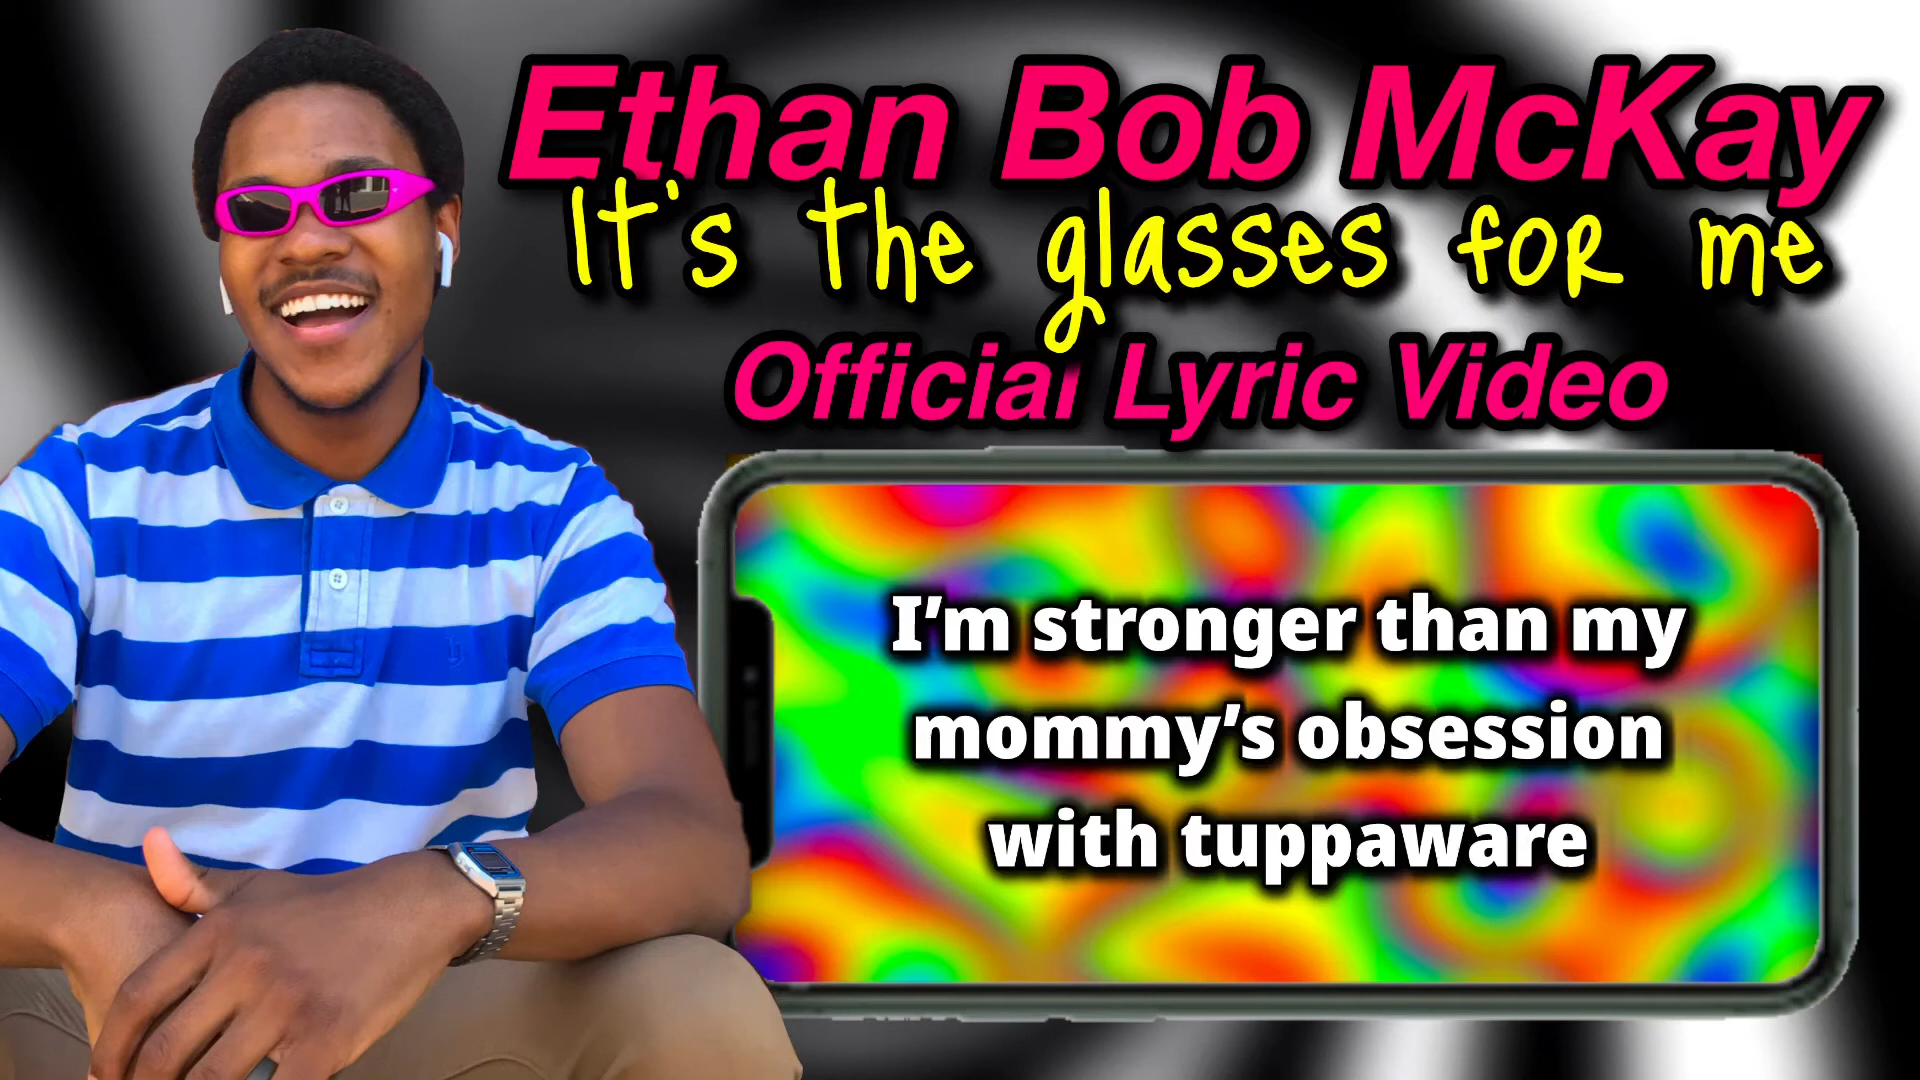 Ethan Bob McKay
It's the glasses for me
Official Lyric Video
I’m stronger than my
mommy’s obsession
with tuppaware